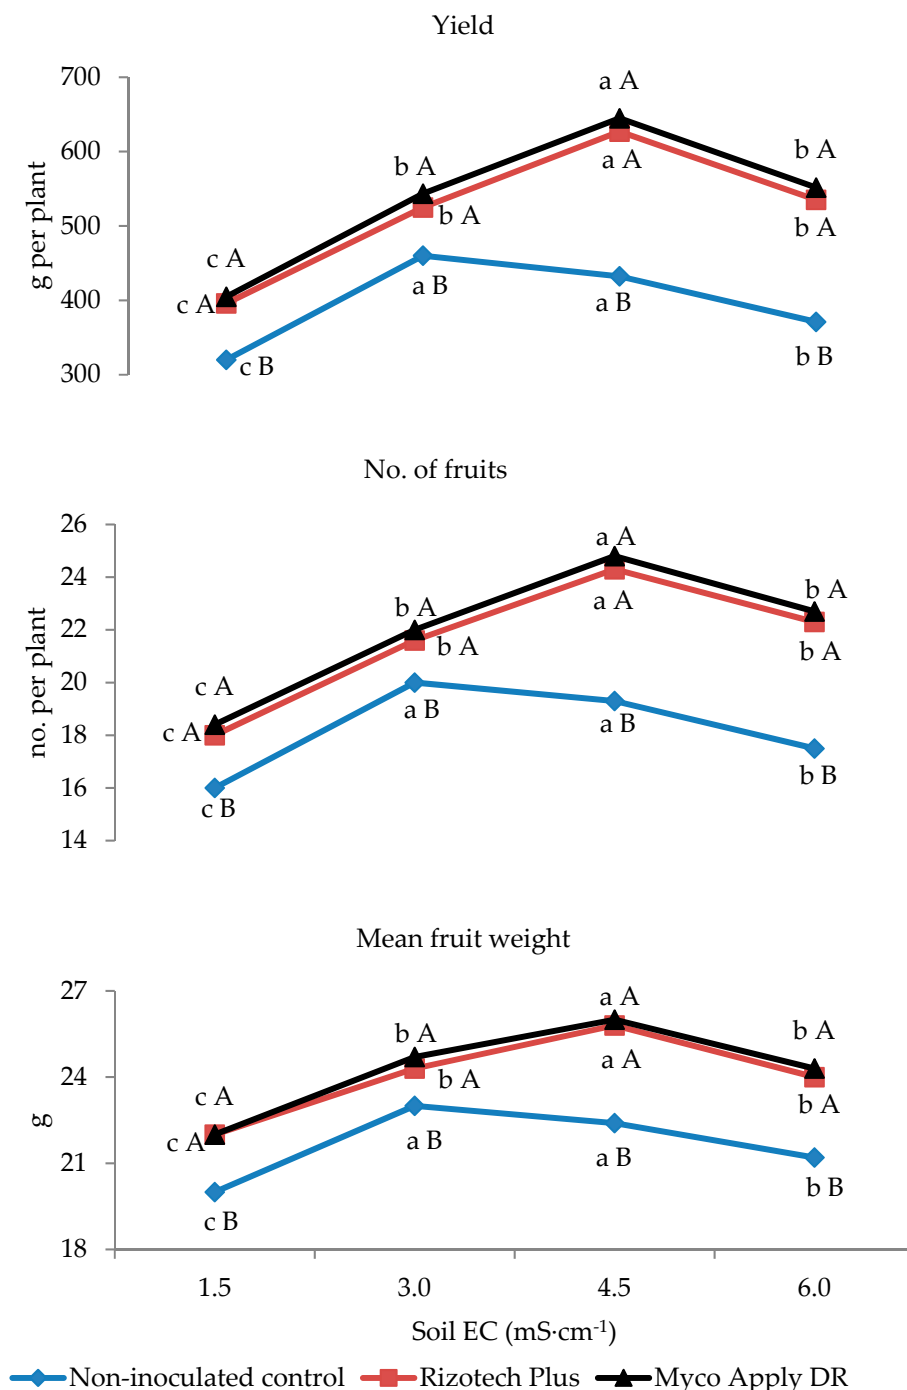 Yield
700
a A
600
b A
b A
a A
g per plant
500
b A
b A
c A
400
c A
a B
a B
300
c B
b B
No. of fruits
26
a A
24
b A
a A
b A
no. per plant
22
b A
b A
20
c A
a B
a B
18
c A
b B
16
c B
14
Mean fruit weight
27
a A
b A
b A
a A
24
c A
b A
b A
g
c A
a B
a B
21
b B
c B
18
1.5 3.0 4.5 6.0
Soil EC (mS·cm⁻¹)
Non-inoculated control Rizotech Plus Myco Apply DR